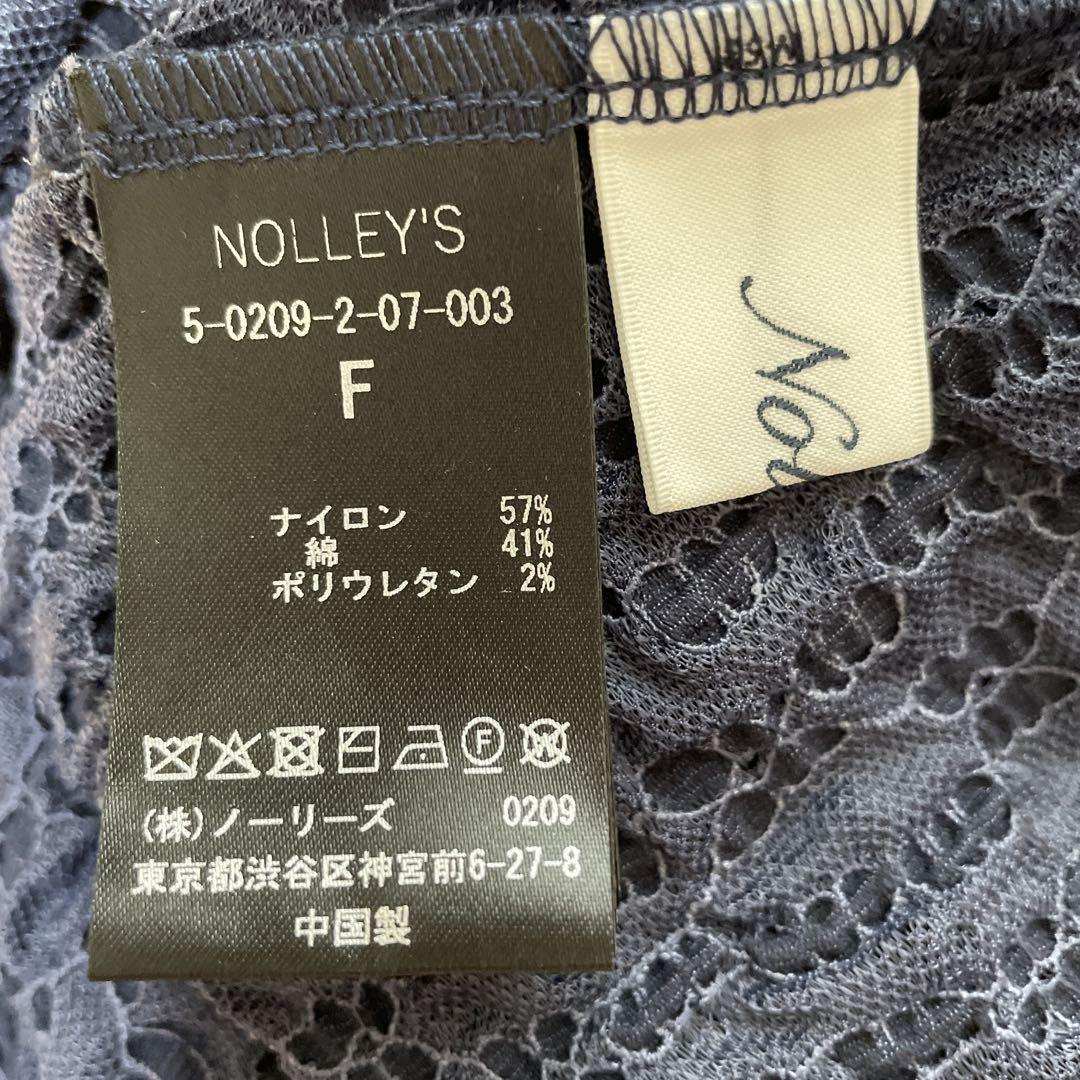 NOLLEY'S
5-0209-2-07-003
F
ナイロン 57%
綿 41%
ポリウレタン 2%
F W
(株)ノーリーズ 0209
東京都渋谷区神宮前6-27-8
中国製